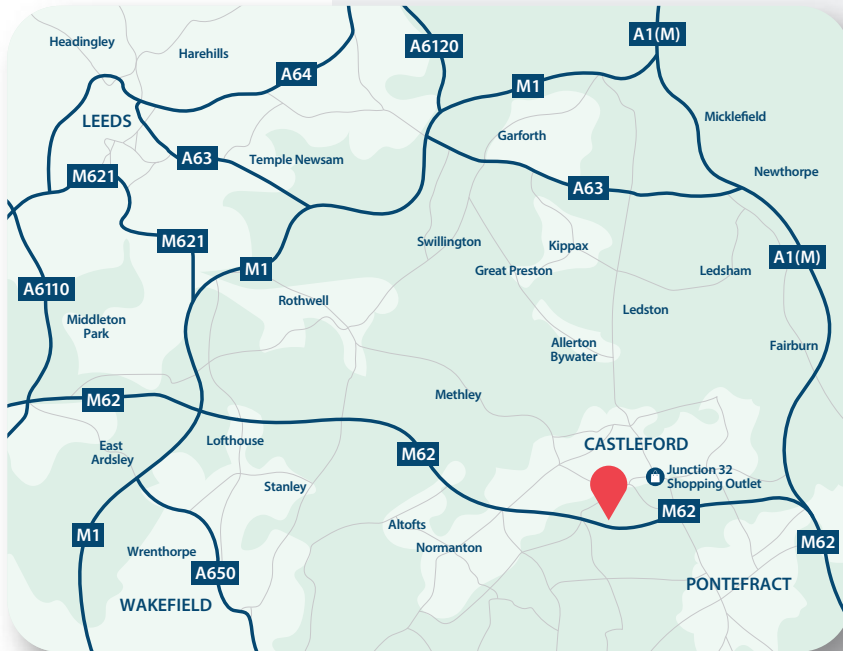 A1(M)
A6120
Headingley
Harehills
A64
M1
LEEDS
Micklefield
Garforth
A63
Temple Newsam
M621
Newthorpe
A63
M621
Swillington
Kippax
A1(M)
M1
Great Preston
Ledsham
A6110
Rothwell
Ledston
Middleton
Park
Allerton
Bywater
Fairburn
Methley
M62
East
Ardsley
Lofthouse
M62
CASTLEFORD
Junction 32
Shopping Outlet
Stanley
M62
Altofts
M1
Normanton
M62
Wrenthorpe
A650
PONTEFRACT
WAKEFIELD